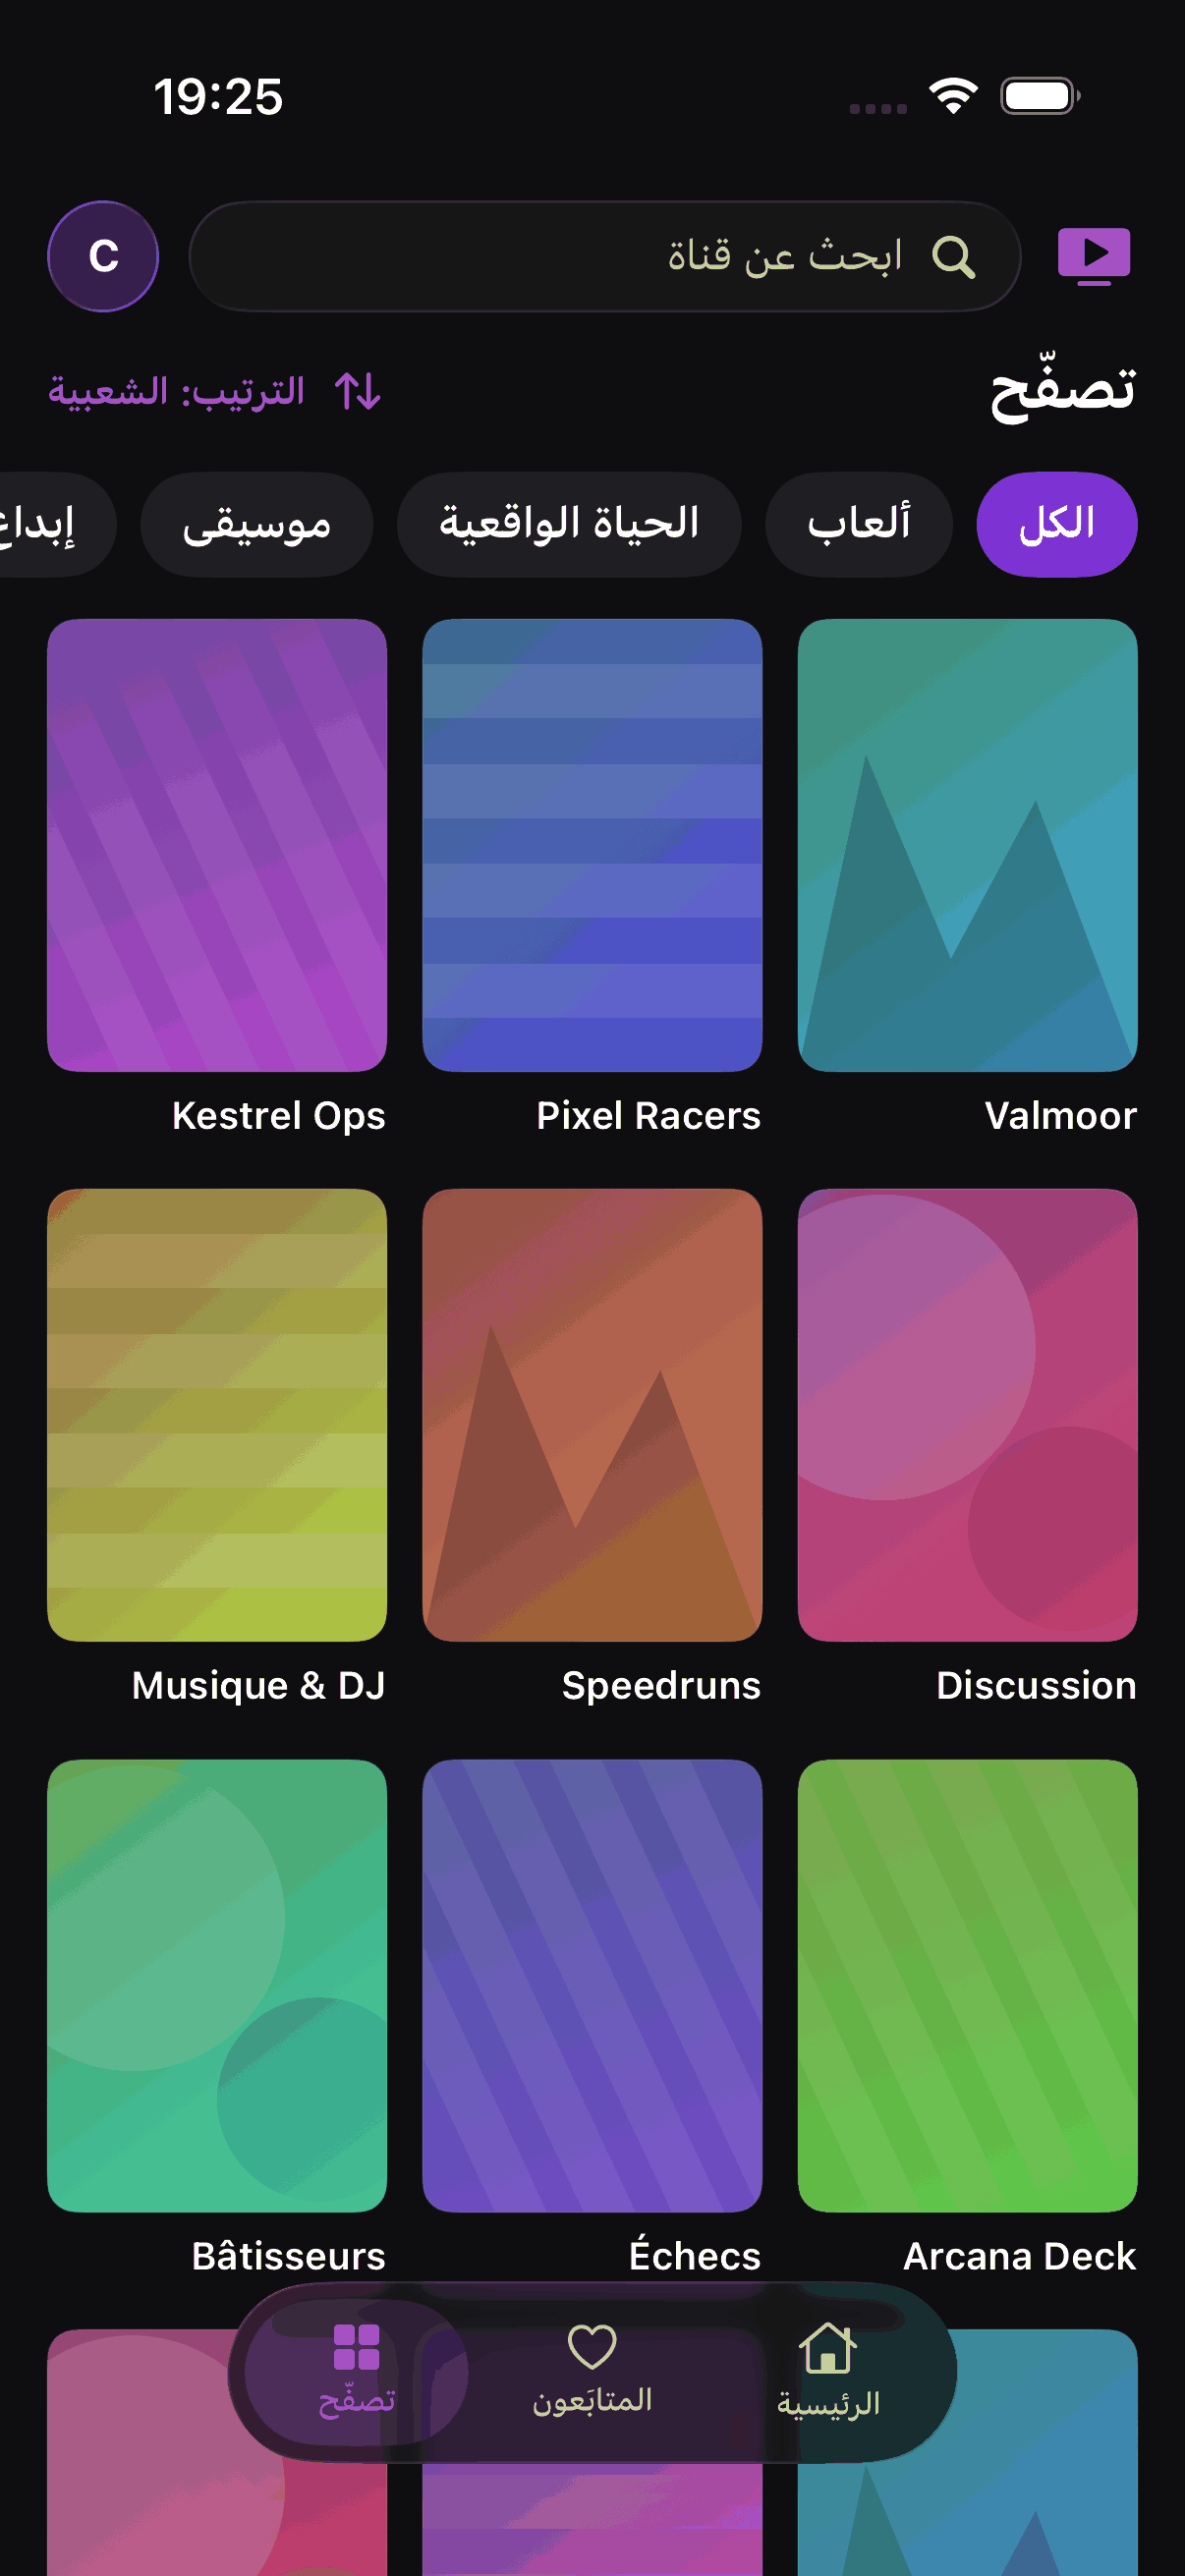 19:25
ابحث عن قناة
C
تصفّح
الترتيب: الشعبية
الكل
ألعاب
الحياة الواقعية
موسيقى
إبداع
Valmoor
Pixel Racers
Kestrel Ops
Discussion
Speedruns
Musique & DJ
Arcana Deck
Échecs
Bâtisseurs
الرئيسية
المتابَعون
تصفّح